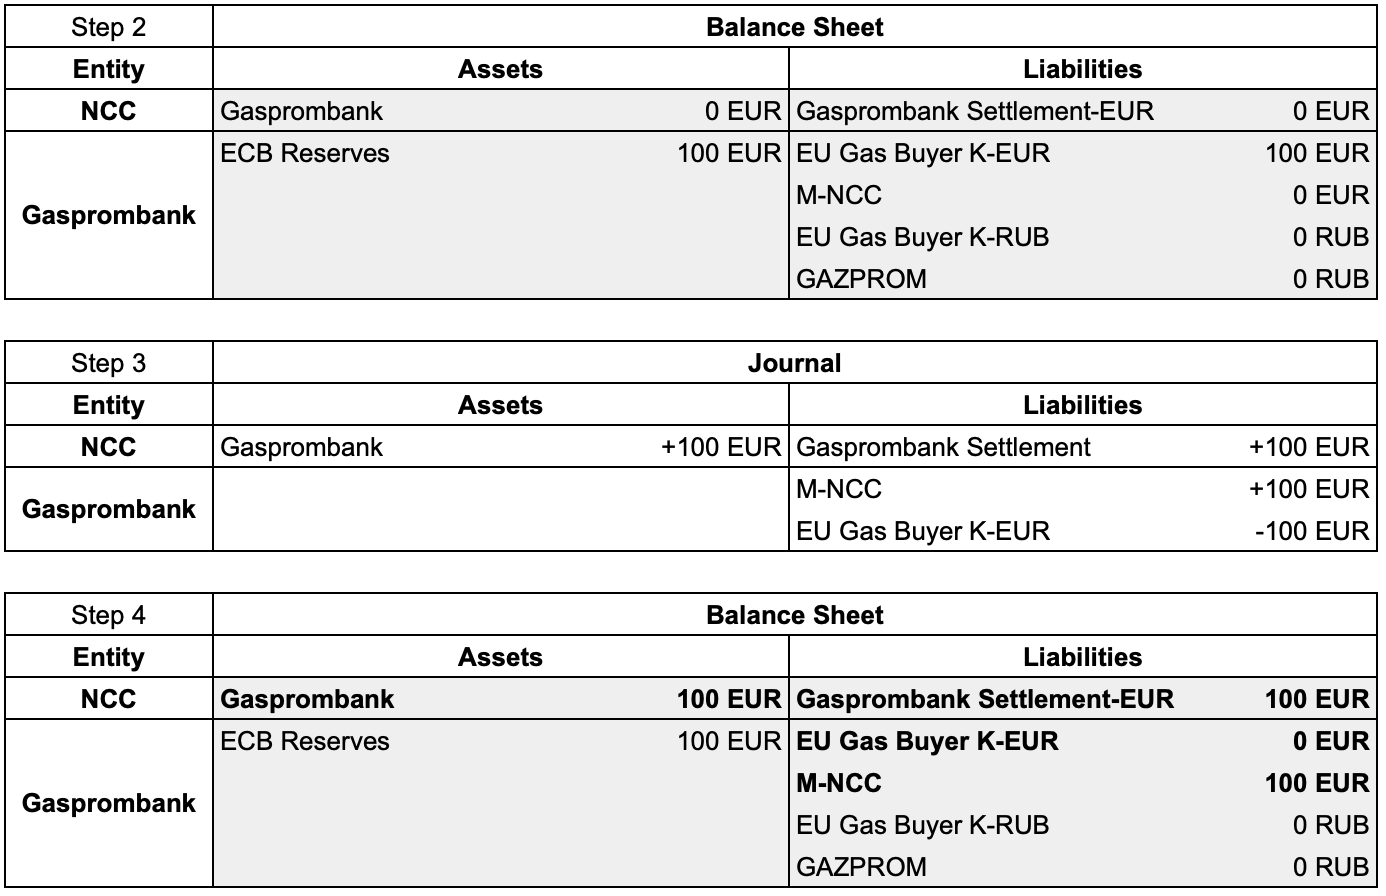 Step 2 Balance Sheet
Entity Assets Liabilities
NCC Gasprombank 0 EUR Gasprombank Settlement-EUR 0 EUR
ECB Reserves 100 EUR EU Gas Buyer K-EUR 100 EUR
M-NCC 0 EUR
Gasprombank
EU Gas Buyer K-RUB 0 RUB
GAZPROM 0 RUB
Step 3 Journal
Entity Assets Liabilities
NCC Gasprombank +100 EUR Gasprombank Settlement +100 EUR
M-NCC +100 EUR
Gasprombank
EU Gas Buyer K-EUR -100 EUR
Step 4 Balance Sheet
Entity Assets Liabilities
NCC Gasprombank 100 EUR Gasprombank Settlement-EUR 100 EUR
ECB Reserves 100 EUR EU Gas Buyer K-EUR 0 EUR
M-NCC 100 EUR
Gasprombank
EU Gas Buyer K-RUB 0 RUB
GAZPROM 0 RUB